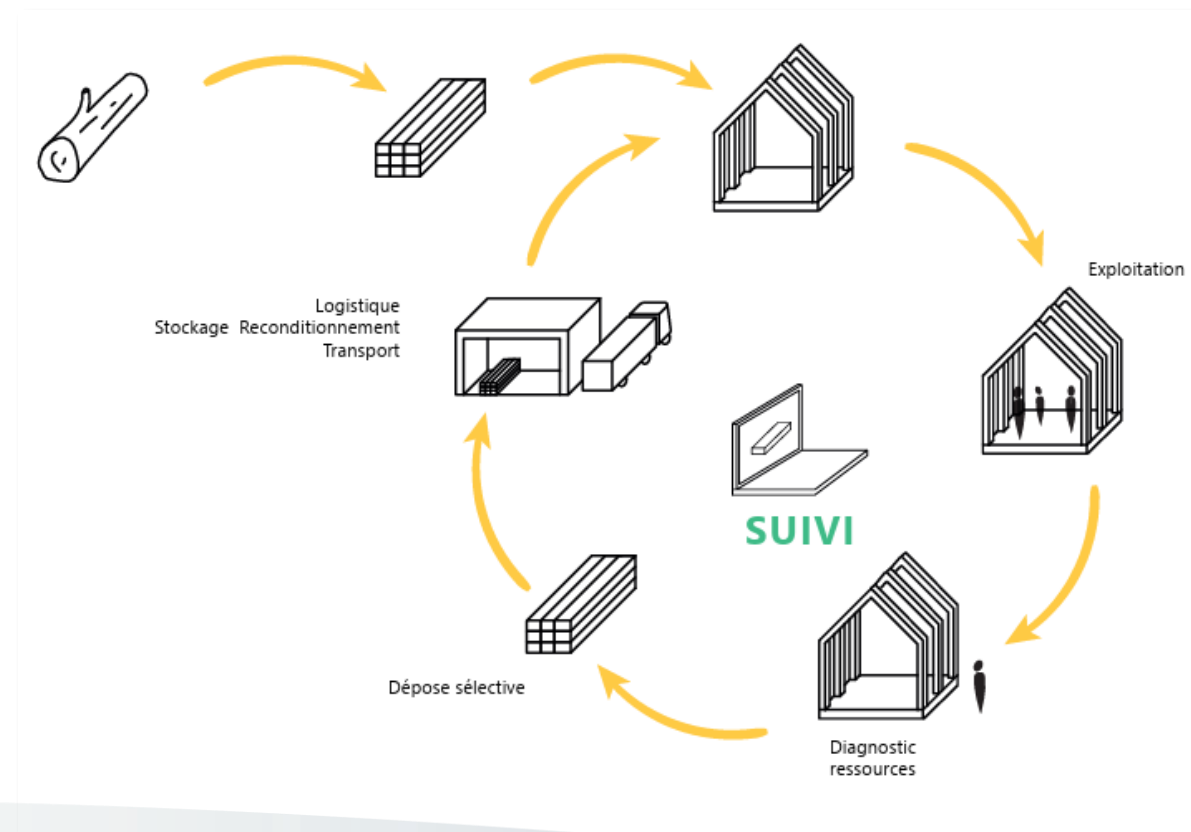 Exploitation
Logistique
Stockage Reconditionnement
Transport
SUIVI
Dépose sélective
Diagnostic
ressources